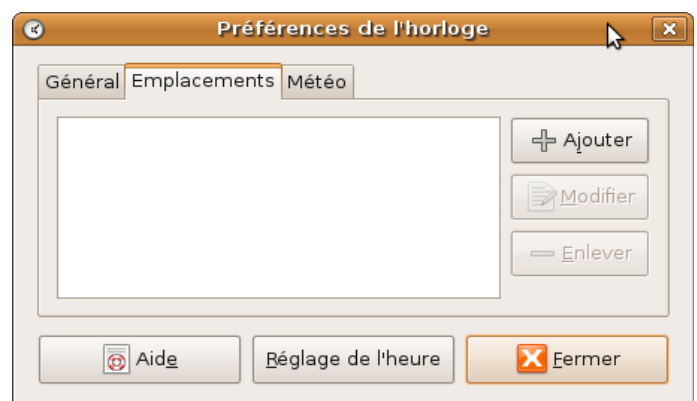 Préférences de l'horloge
Général Emplacements Météo
Ajouter
Modifier
Enlever
Aide Réglage de l'heure Fermer